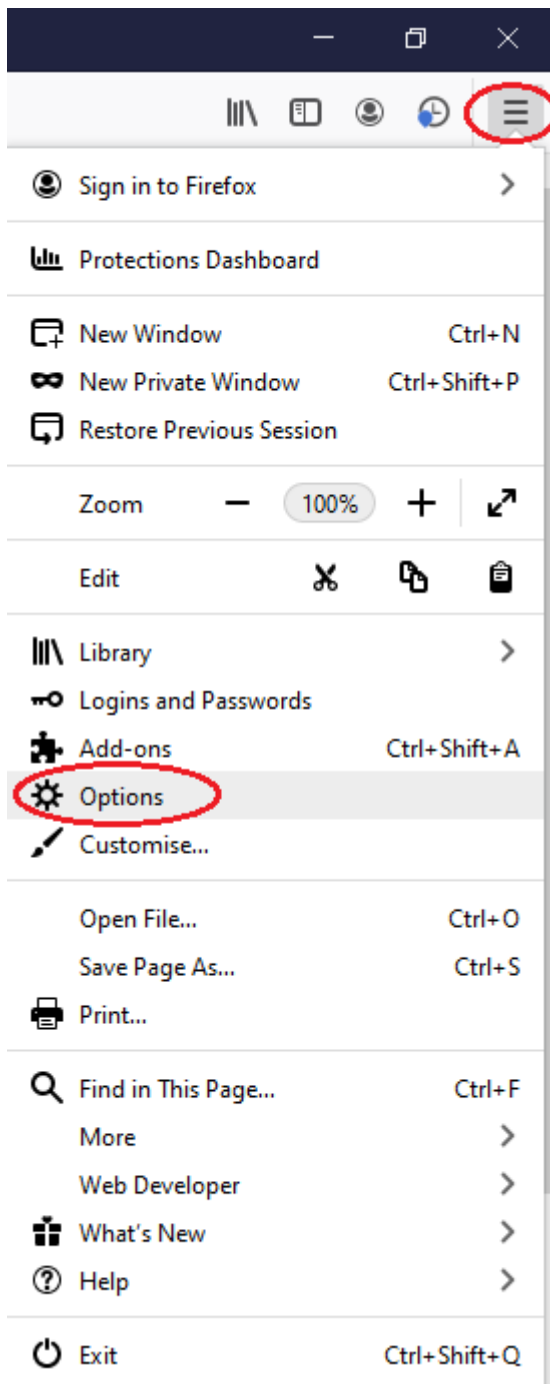 Sign in to Firefox
Protections Dashboard
New Window Ctrl+N
New Private Window Ctrl+Shift+P
Restore Previous Session
Zoom 100%
Edit
Library
Logins and Passwords
Add-ons Ctrl+Shift+A
Options
Customise...
Open File... Ctrl+O
Save Page As... Ctrl+S
Print...
Find in This Page... Ctrl+F
More
Web Developer
What's New
Help
Exit Ctrl+Shift+Q